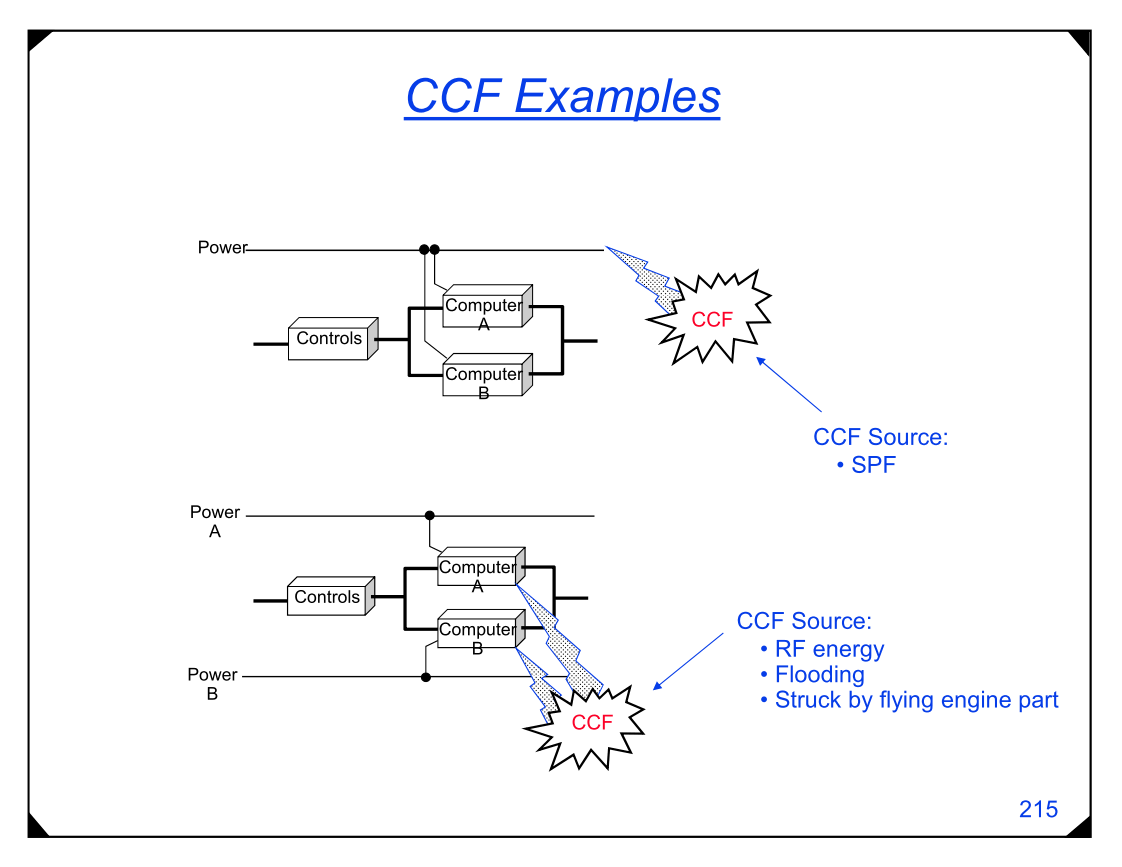 CCF Examples
Power
Computer
A
Controls
Computer
B
CCF
CCF Source:
• SPF
Power
A
Computer
A
Controls
Computer
B
Power
B
CCF
CCF Source:
• RF energy
• Flooding
• Struck by flying engine part
215